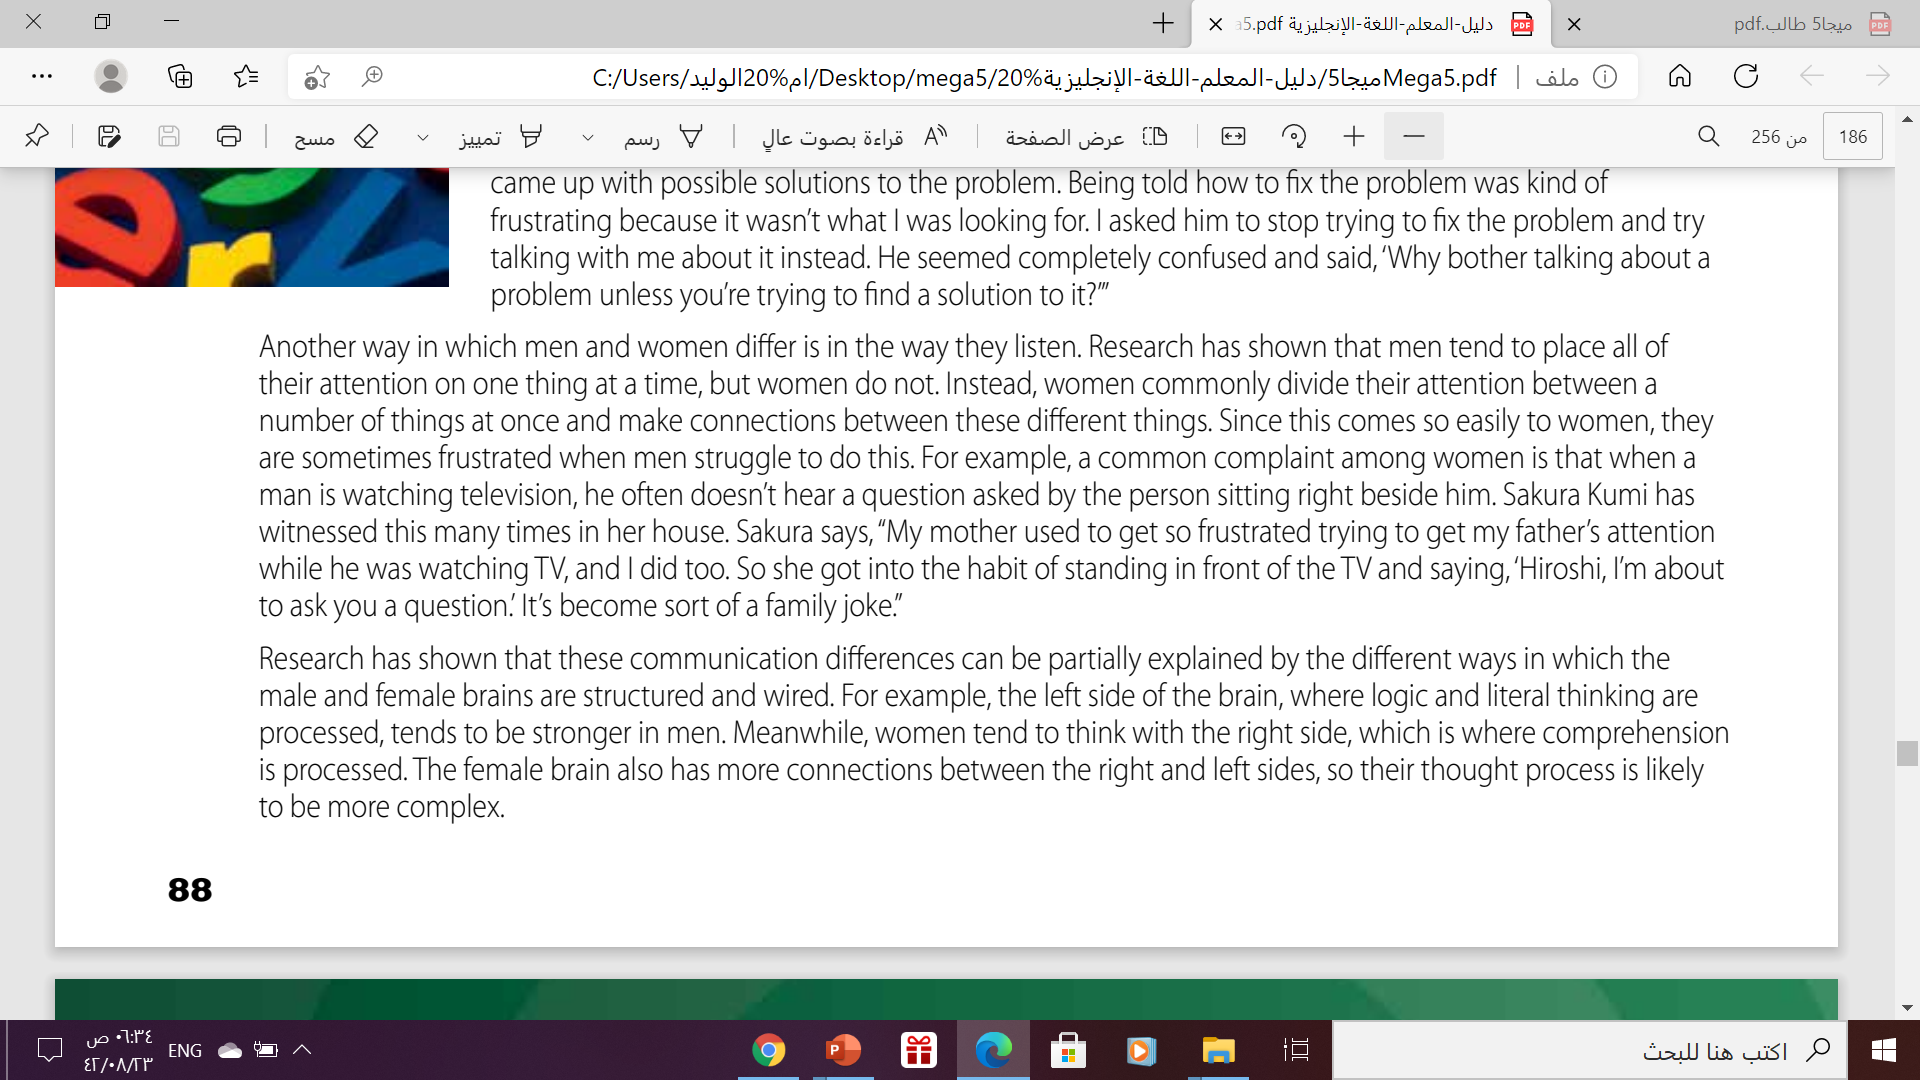 ميجا5 طالب.pdf
دليل-المعلم-اللغة-الإنجليزية a5.pdf
ملف
C:/Users/ام%20الوليد/Desktop/mega5/20%ميجا5/دليل-المعلم-اللغة-الإنجليزيةMega5.pdf
186
من 256
عرض الصفحة
قراءة بصوت عالٍ
رسم
تمييز
مسح
came up with possible solutions to the problem. Being told how to fix the problem was kind of
frustrating because it wasn’t what I was looking for. I asked him to stop trying to fix the problem and try
talking with me about it instead. He seemed completely confused and said, ‘Why bother talking about a
problem unless you’re trying to find a solution to it?’”
Another way in which men and women differ is in the way they listen. Research has shown that men tend to place all of
their attention on one thing at a time, but women do not. Instead, women commonly divide their attention between a
number of things at once and make connections between these different things. Since this comes so easily to women, they
are sometimes frustrated when men struggle to do this. For example, a common complaint among women is that when a
man is watching television, he often doesn’t hear a question asked by the person sitting right beside him. Sakura Kumi has
witnessed this many times in her house. Sakura says, “My mother used to get so frustrated trying to get my father’s attention
while he was watching TV, and I did too. So she got into the habit of standing in front of the TV and saying, ‘Hiroshi, I’m about
to ask you a question.’ It’s become sort of a family joke.”
Research has shown that these communication differences can be partially explained by the different ways in which the
male and female brains are structured and wired. For example, the left side of the brain, where logic and literal thinking are
processed, tends to be stronger in men. Meanwhile, women tend to think with the right side, which is where comprehension
is processed. The female brain also has more connections between the right and left sides, so their thought process is likely
to be more complex.
88
اكتب هنا للبحث
ENG
٠٦:٣٤ ص
٤٢/٠٨/٢٣